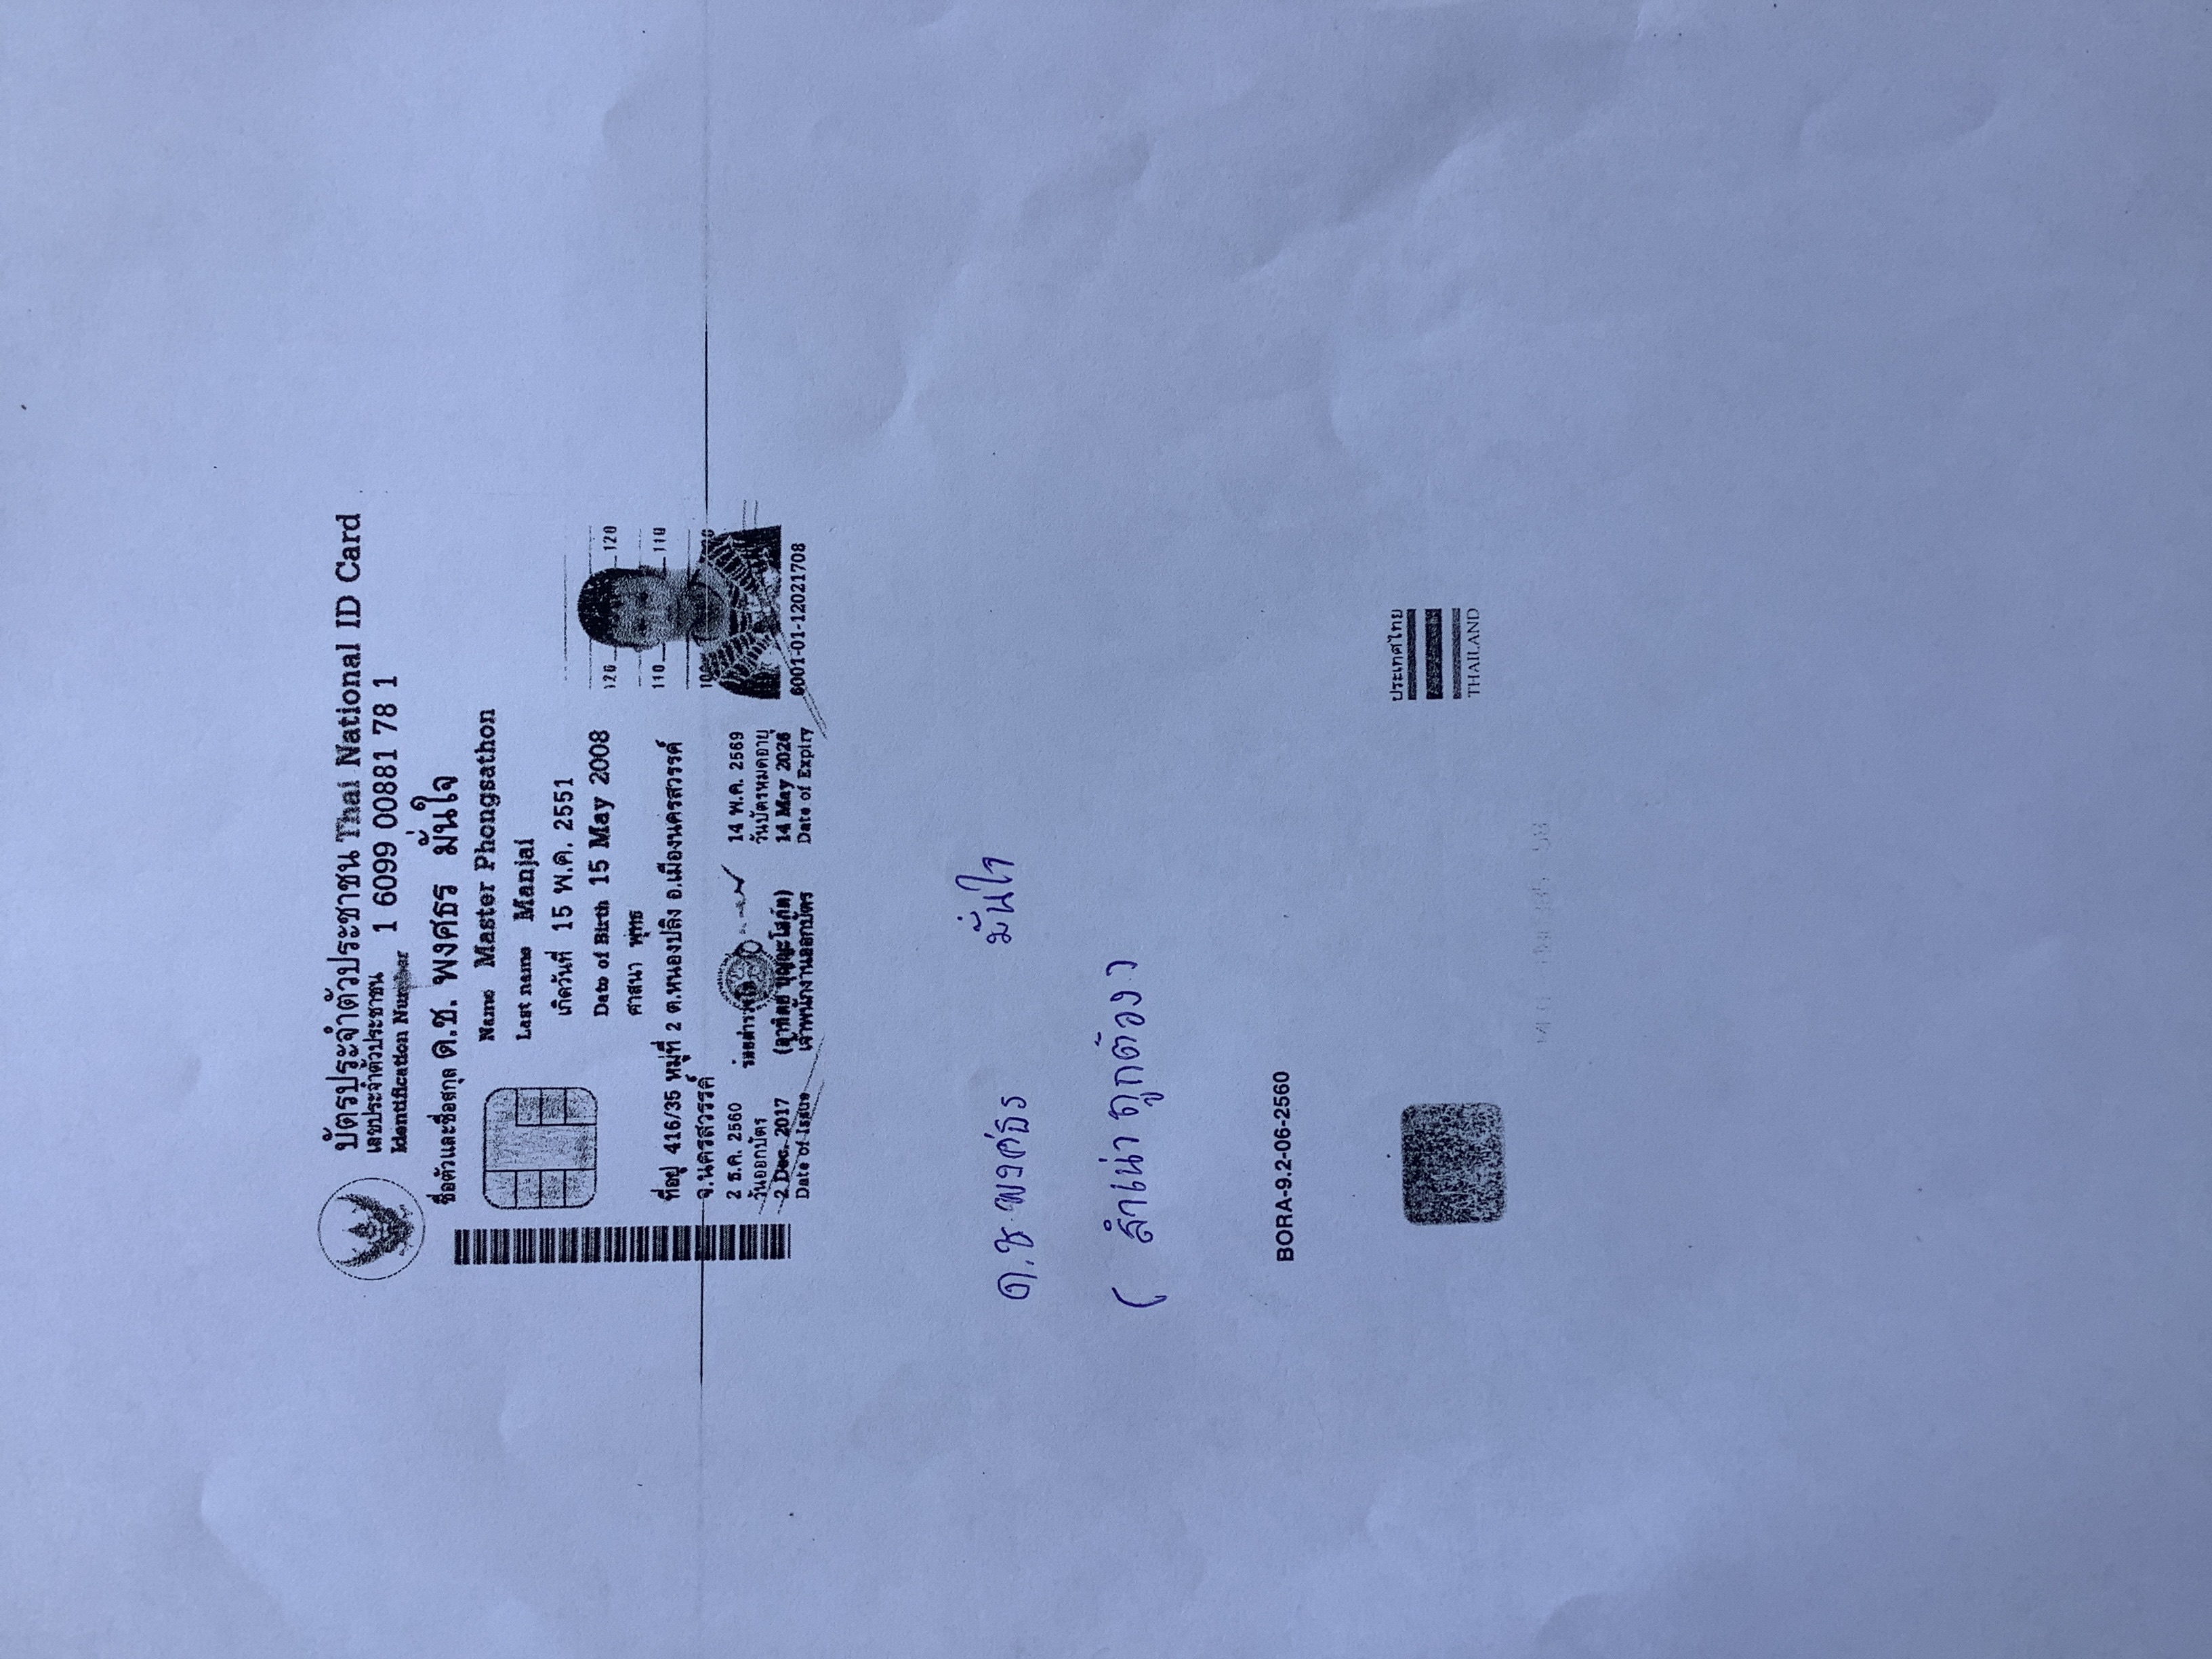 บัตรประจำตัวประชาชน Thai National ID Card
เลขประจำตัวประชาชน
Identification Number 1 6099 00881 78 1
ชื่อตัวและชื่อสกุล ด.ช. พงศธร มั่นใจ
Name Master Phongsathon
Last name Manjai
เกิดวันที่ 15 พ.ค. 2551
Date of Birth 15 May 2008
ศาสนา พุทธ
ที่อยู่ 416/35 หมู่ที่ 2 ต.หนองปลิง อ.เมืองนครสวรรค์
จ.นครสวรรค์
2 ธ.ค. 2560
วันออกบัตร
2 Dec. 2017
Date of Issue
ร้อยตำรวจโท
(อาทิตย์ บุญญะโสภัต)
เจ้าพนักงานออกบัตร
14 พ.ค. 2569
วันบัตรหมดอายุ
14 May 2026
Date of Expiry
120 120
110 110
100
6001-01-12021708
ด.ช. พงศ์ธร มั่นใจ
( สำเน่า ถูกต้อง )
BORA-9.2-06-2560
ประเทศไทย
THAILAND